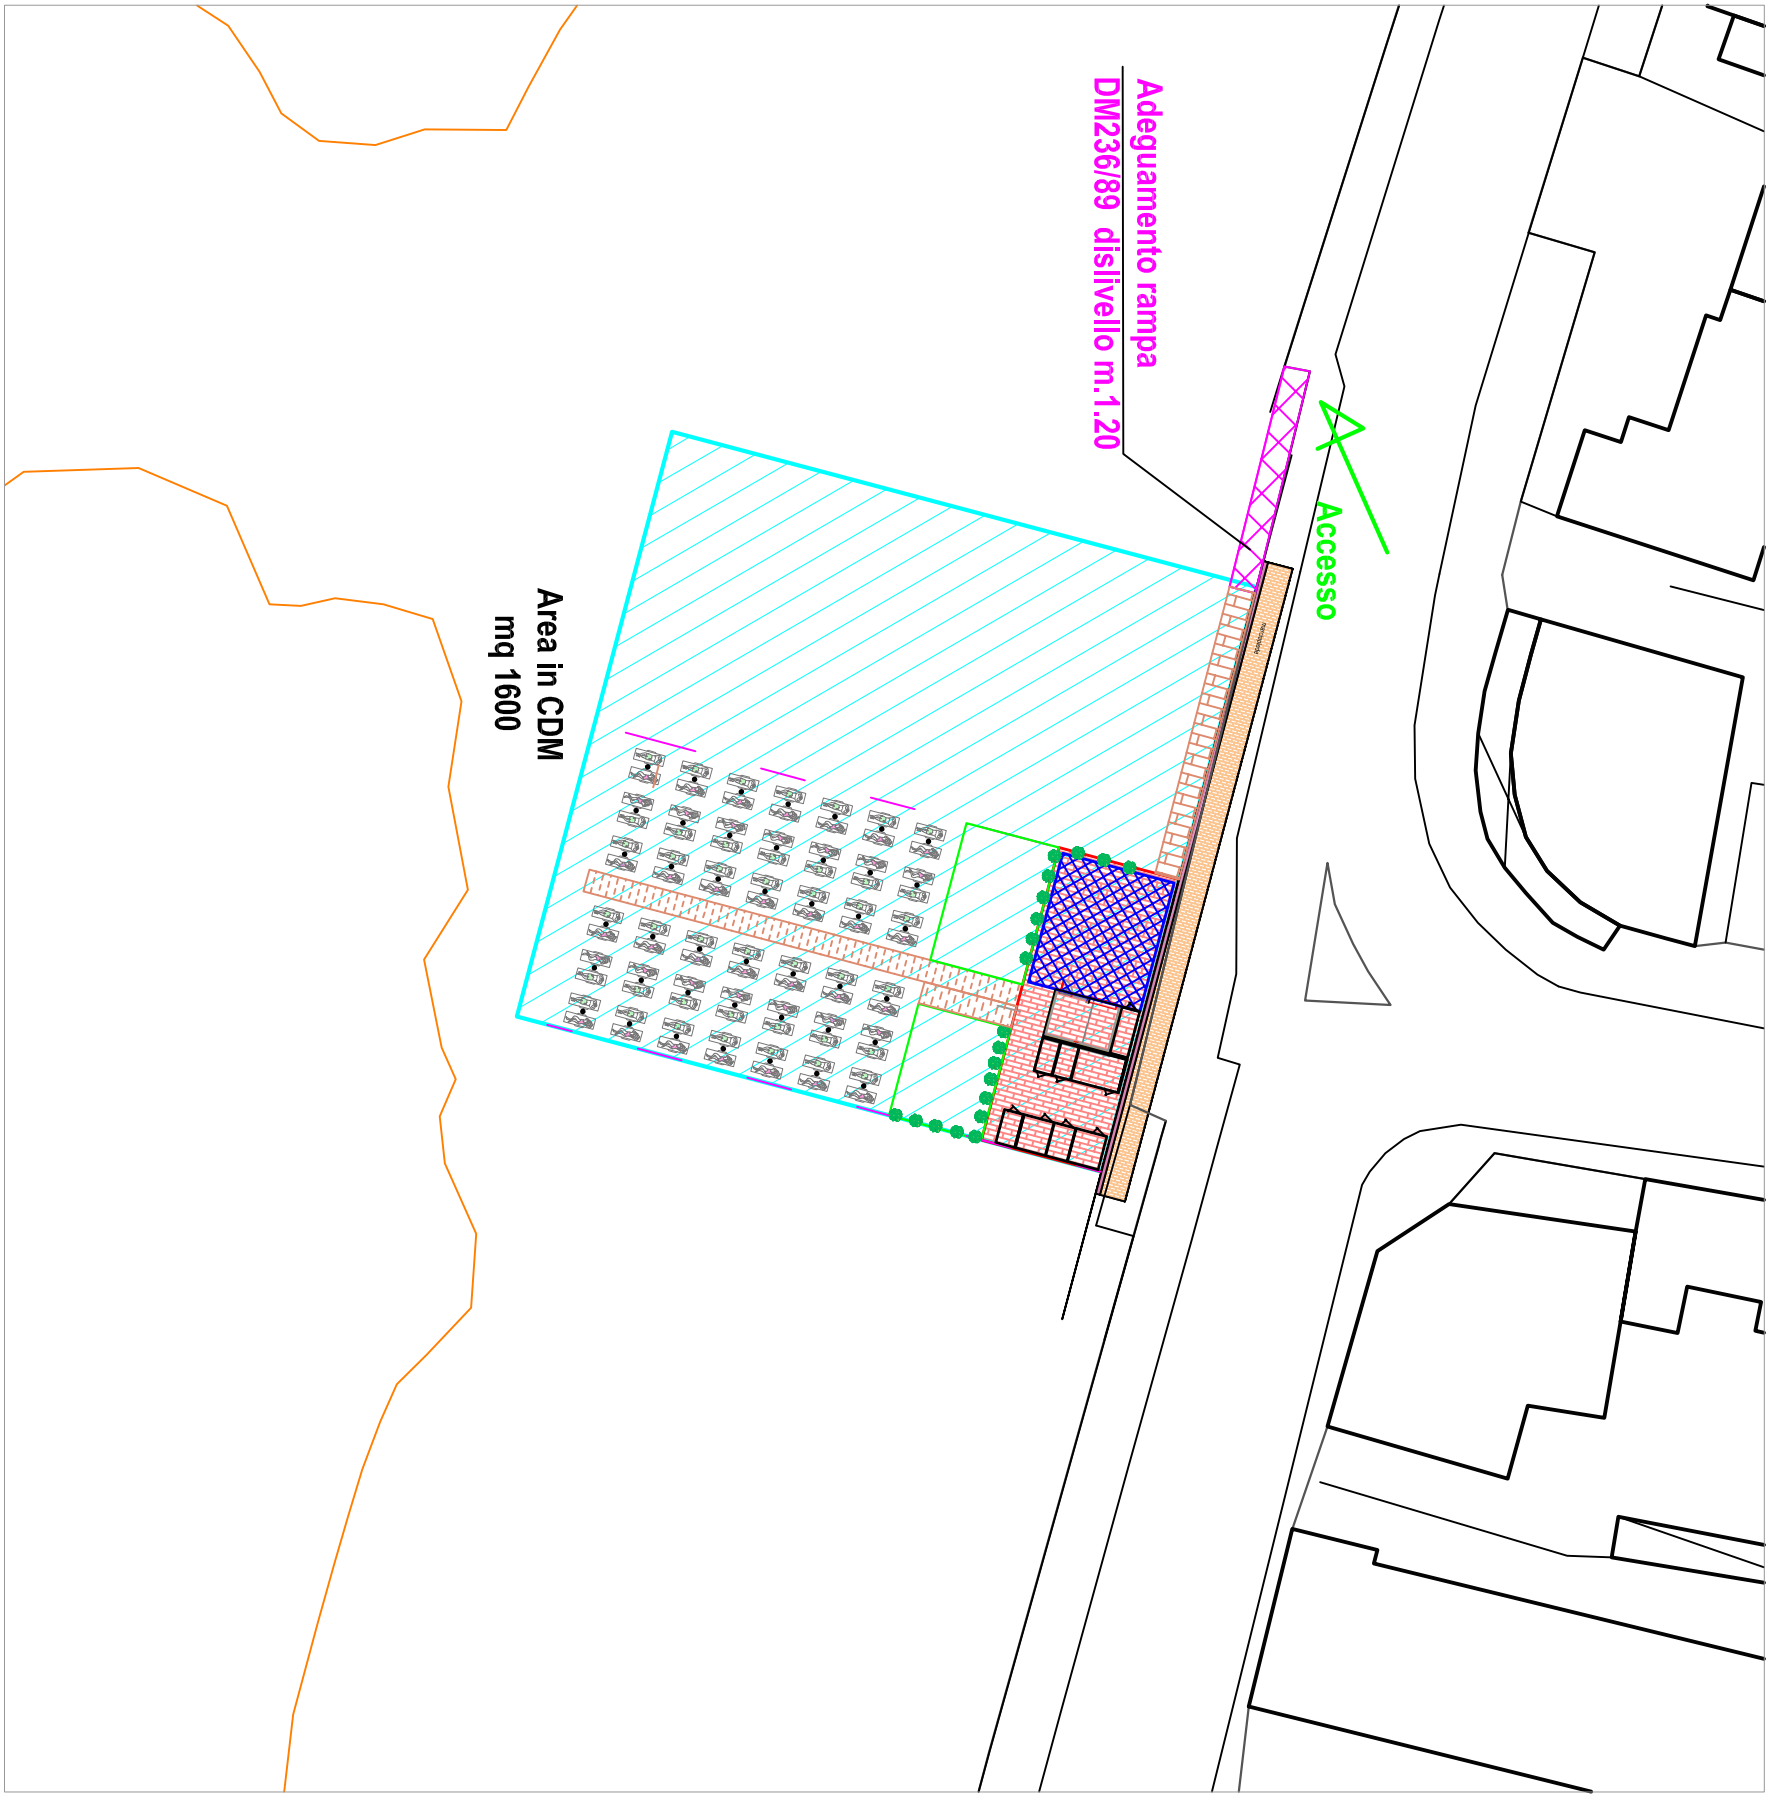 Adeguamento rampa
DM236/89 dislivello m.1.20
Accesso
Area in CDM
mq 1600